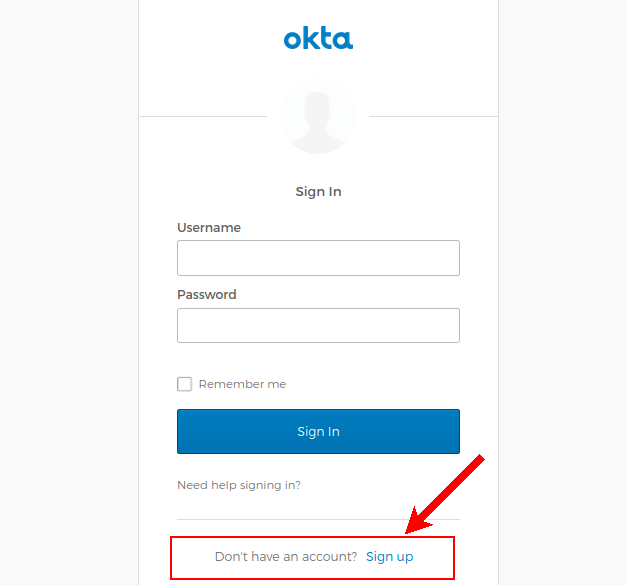 okta
Sign In
Username
Password
Remember me
Sign In
Need help signing in?
Don't have an account? Sign up